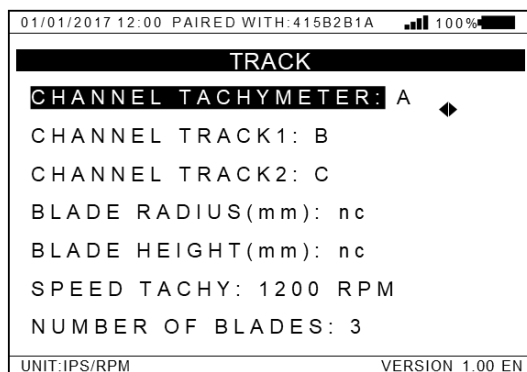 01/01/2017 12:00 PAIRED WITH:415B2B1A 100%
TRACK
CHANNEL TACHYMETER: A
CHANNEL TRACK1: B
CHANNEL TRACK2: C
BLADE RADIUS(mm): nc
BLADE HEIGHT(mm): nc
SPEED TACHY: 1200 RPM
NUMBER OF BLADES: 3
UNIT:IPS/RPM VERSION 1.00 EN